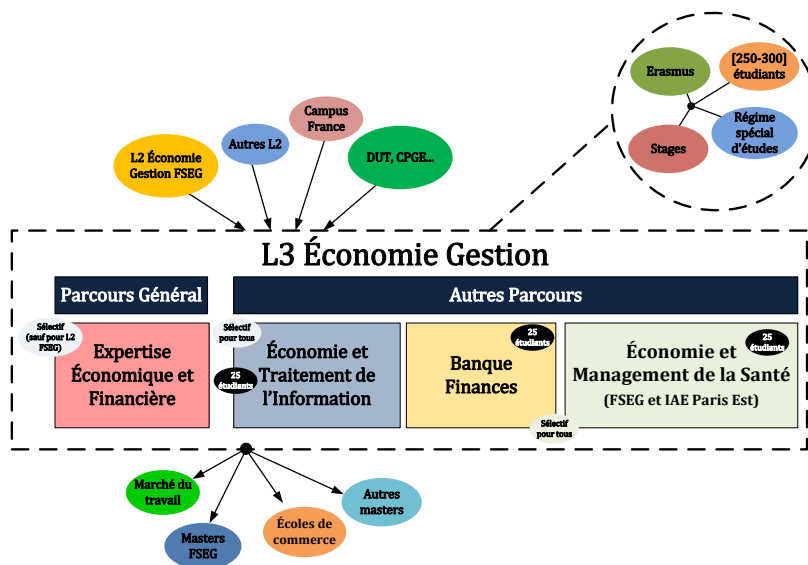 Erasmus
[250-300]
étudiants
Régime
spécial
d'études
Stages
Campus
France
Autres L2
L2 Économie
Gestion FSEG
DUT, CPGE...
L3 Économie Gestion
Parcours Général
Autres Parcours
Sélectif
(sauf pour L2
FSEG)
Expertise
Économique et
Financière
Sélectif
pour tous
25
étudiants
Économie et
Traitement de
l'Information
25
étudiants
Banque
Finances
Sélectif
pour tous
25
étudiants
Économie et
Management de la Santé
(FSEG et IAE Paris Est)
Marché du
travail
Masters
FSEG
Écoles de
commerce
Autres
masters